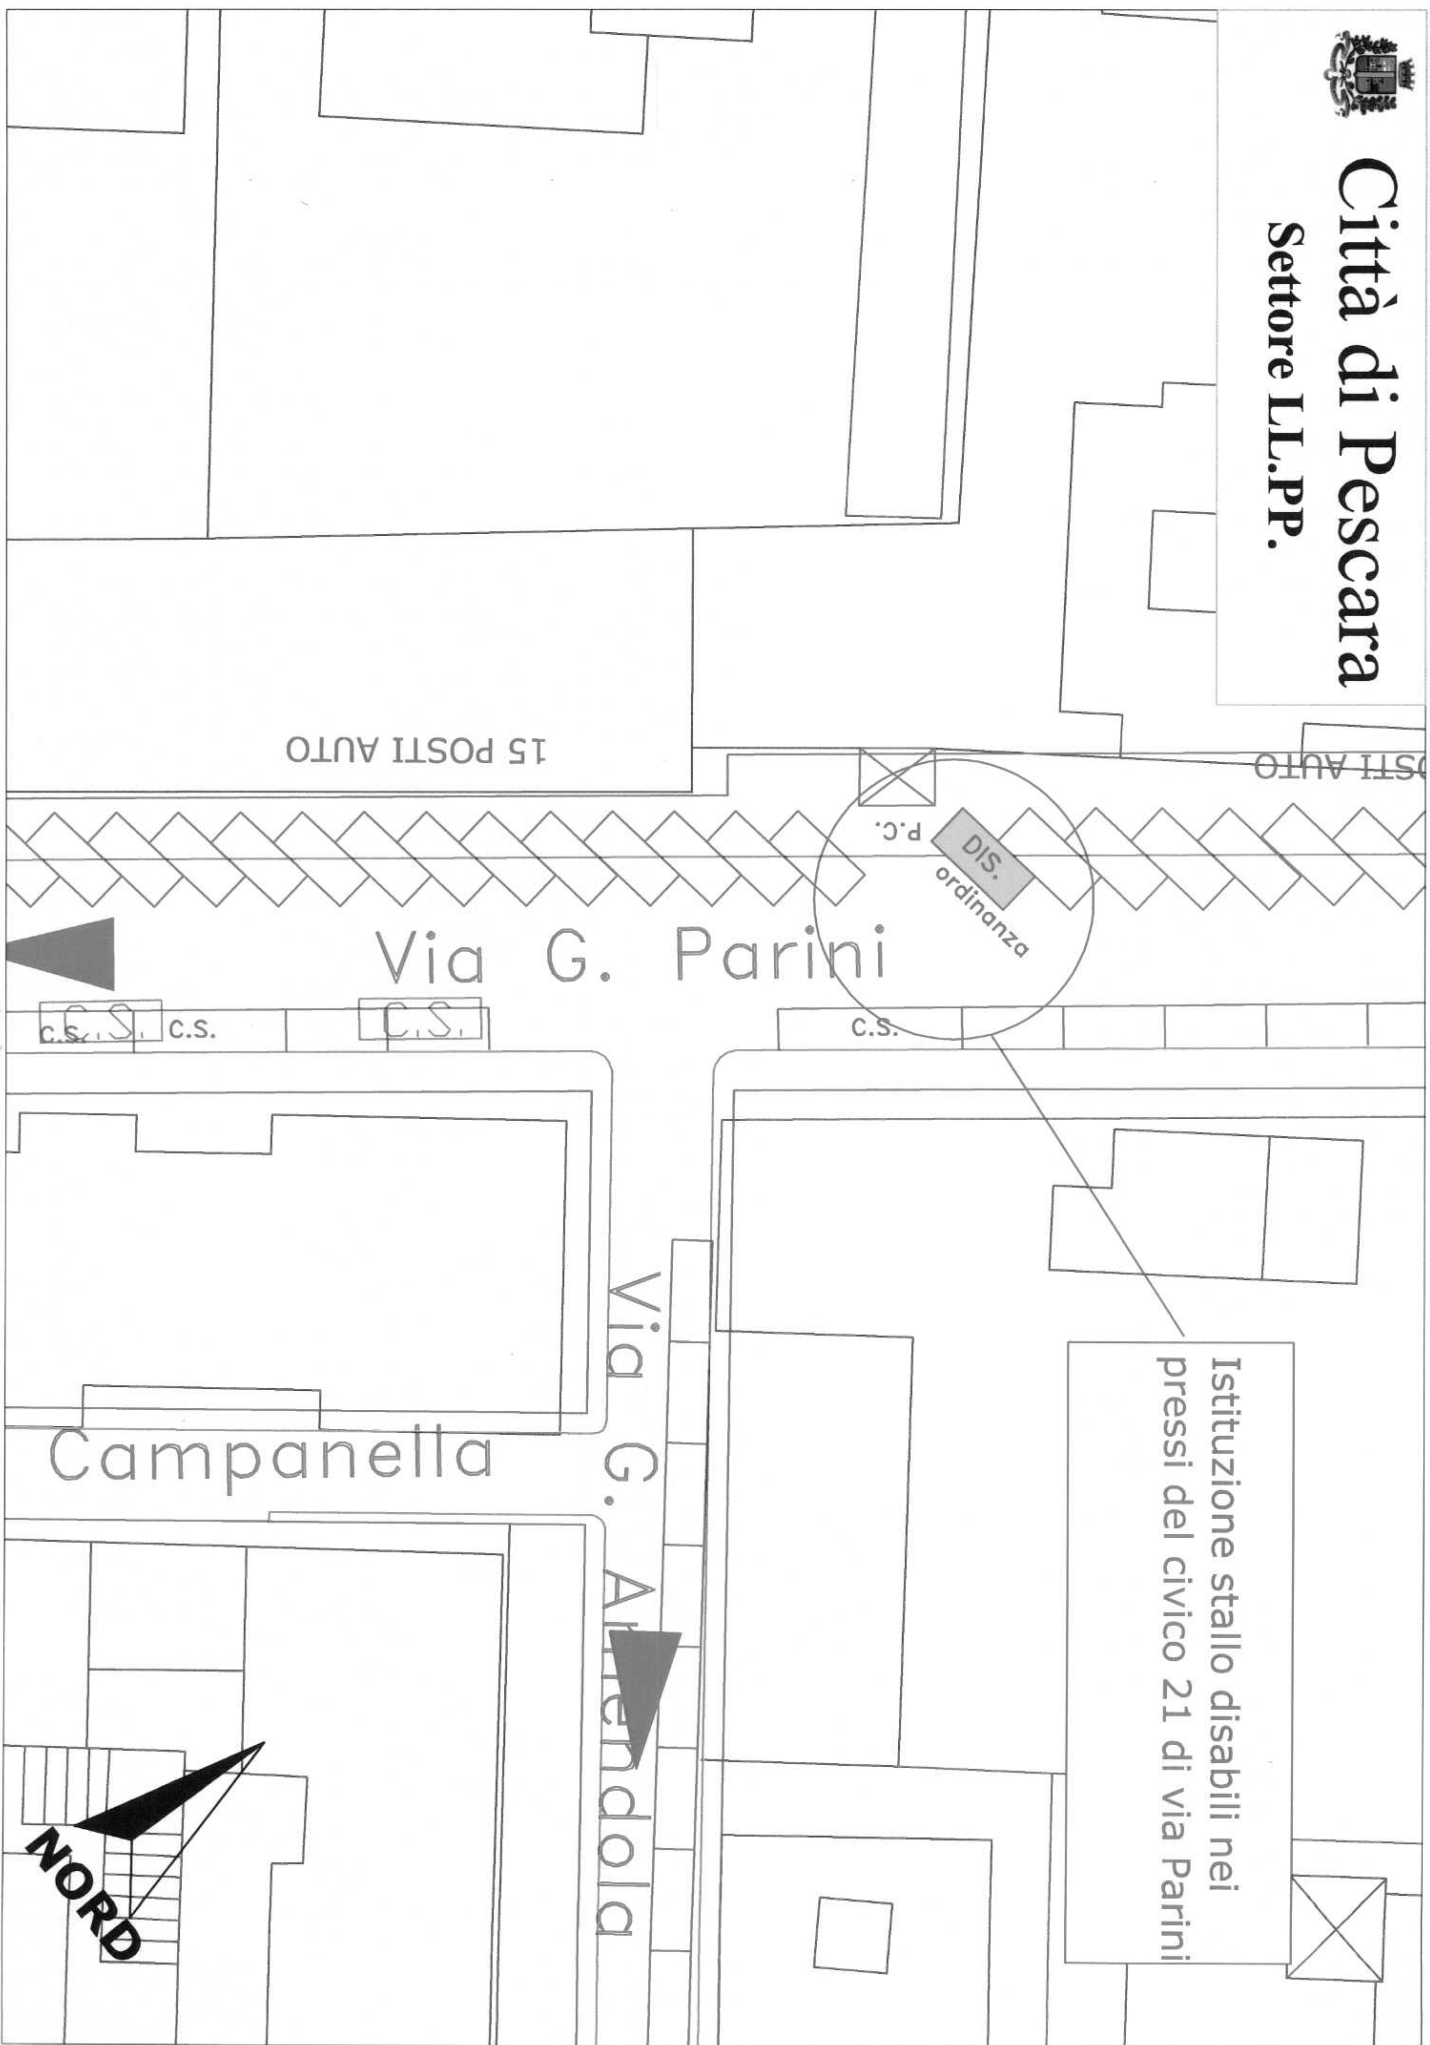 Città di Pescara
Settore LL.PP.
15 POSTI AUTO
OSTI AUTO
P.C.
DIS.
ordinanza
Via G. Parini
C.S.
c.s.
c.s.
C.S.
c.s.
Istituzione stallo disabili nei
pressi del civico 21 di via Parini
Via G. Amendola
Campanella
NORD